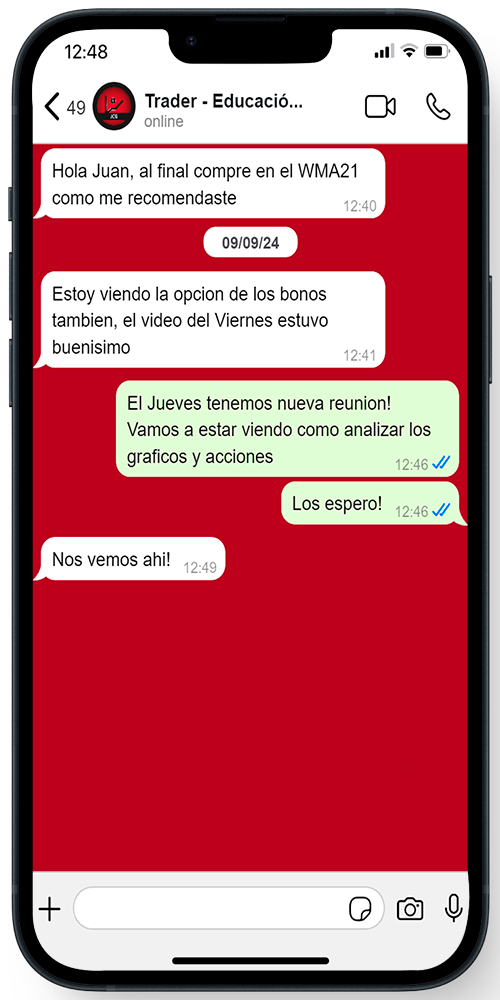 12:48
49
Trader - Educació...
online
Hola Juan, al final compre en el WMA21
como me recomendaste
12:40
09/09/24
Estoy viendo la opcion de los bonos
tambien, el video del Viernes estuvo
buenisimo
12:41
El Jueves tenemos nueva reunion!
Vamos a estar viendo como analizar los
graficos y acciones
12:46
Los espero!
12:46
Nos vemos ahi!
12:49